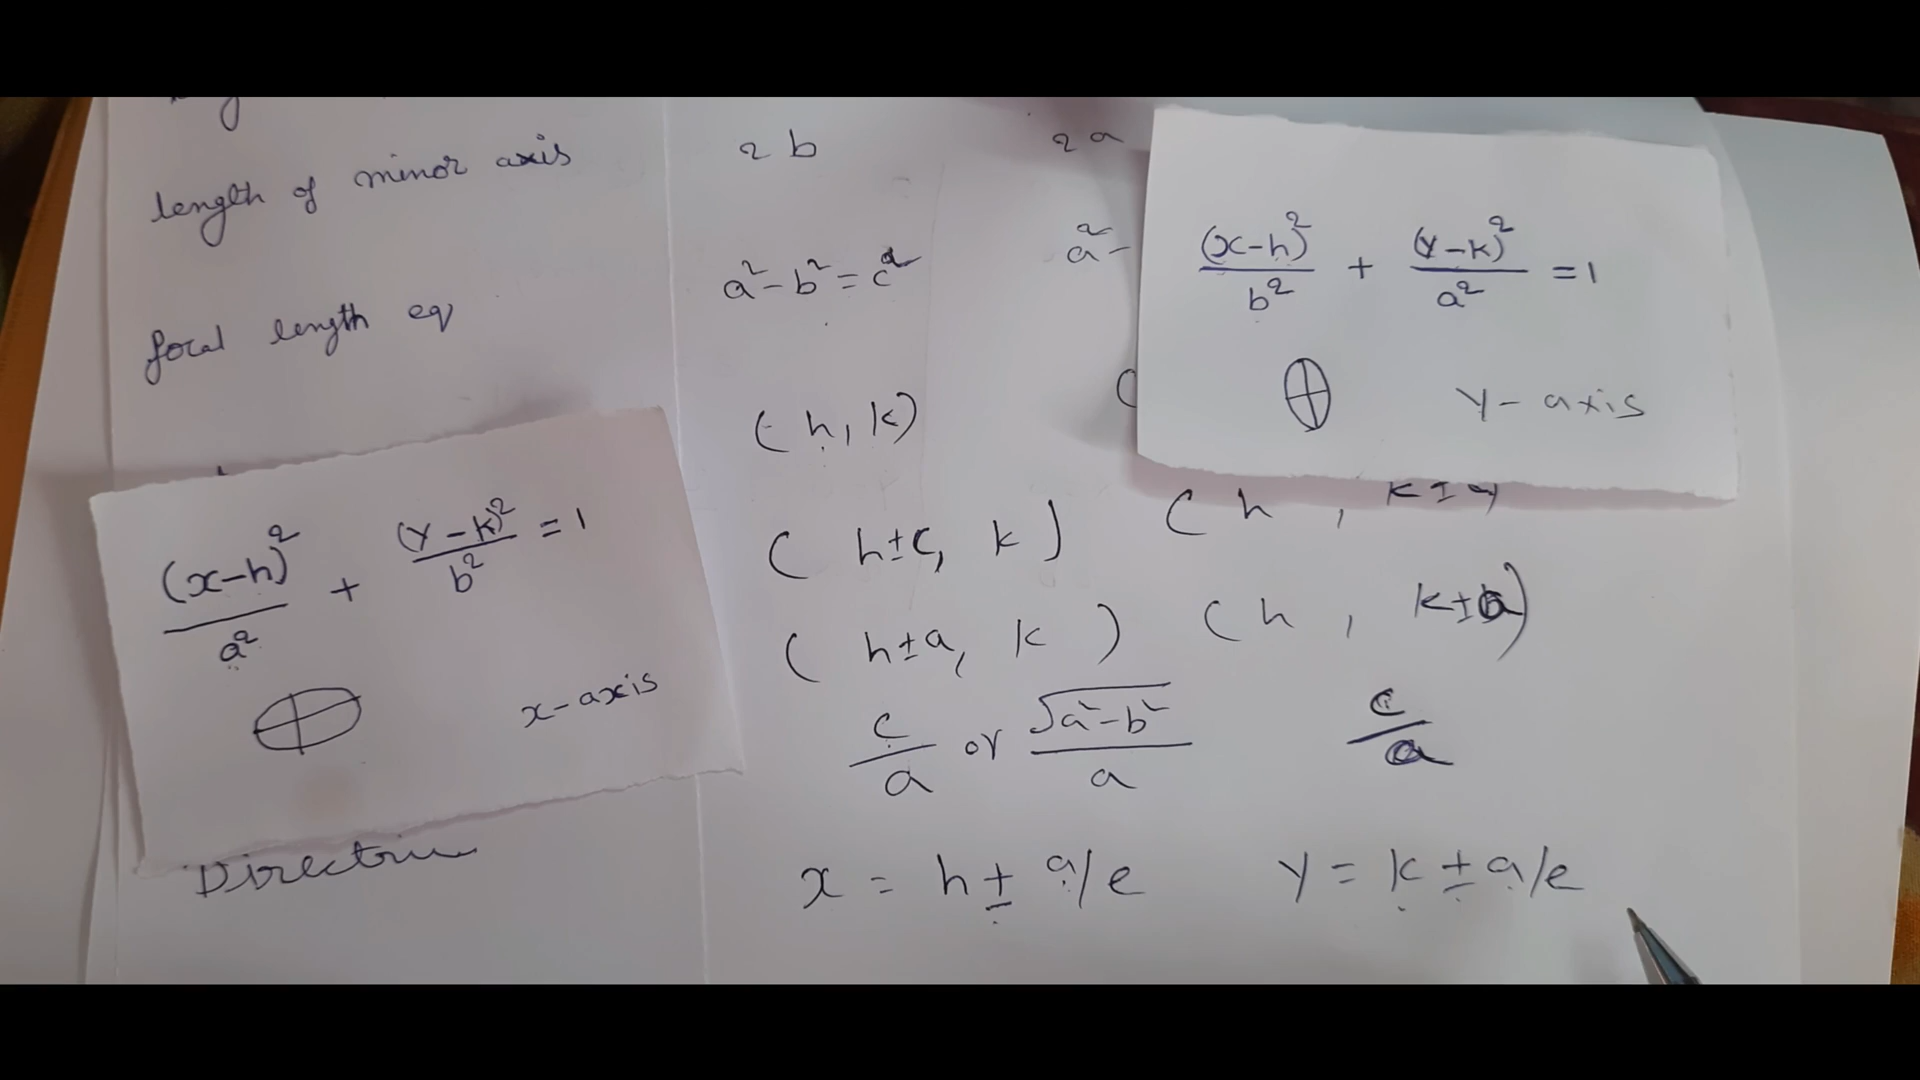 length of minor axis 2b 2a
focal length eq a² - b² = c² a² -
(x-h)²/b² + (y-k)²/a² = 1
y-axis
(h, k) (
(x-h)²/a² + (y-k)²/b² = 1
x-axis
(h±c, k) (h, k±
(h±a, k) (h, k±a)
c/a or √a²-b²/a c/a
x = h ± a/e y = k ± a/e